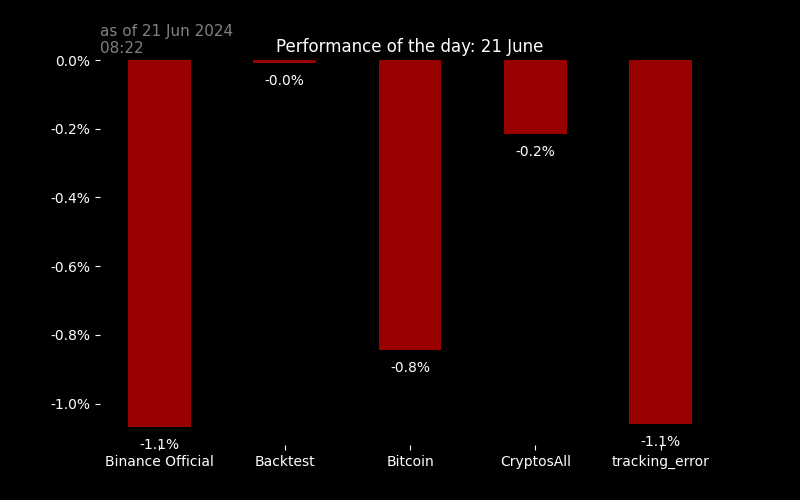 as of 21 Jun 2024
08:22
Performance of the day: 21 June
0.0%
-0.2%
-0.4%
-0.6%
-0.8%
-1.0%
-1.1%
-0.0%
-0.8%
-0.2%
-1.1%
Binance Official
Backtest
Bitcoin
CryptosAll
tracking_error